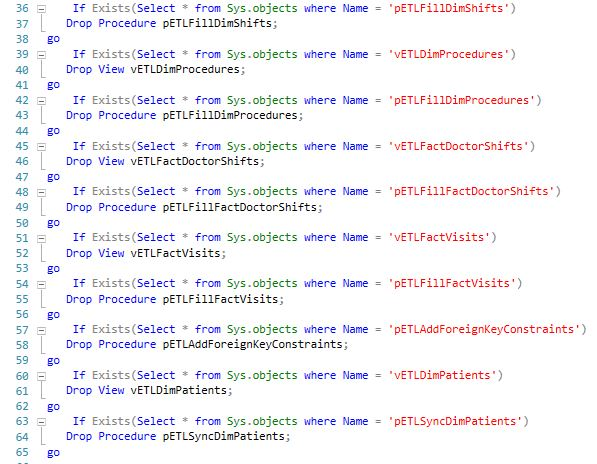 36 If Exists(Select * from Sys.objects where Name = 'pETLFillDimShifts')
37 Drop Procedure pETLFillDimShifts;
38 go
39 If Exists(Select * from Sys.objects where Name = 'vETLDimProcedures')
40 Drop View vETLDimProcedures;
41 go
42 If Exists(Select * from Sys.objects where Name = 'pETLFillDimProcedures')
43 Drop Procedure pETLFillDimProcedures;
44 go
45 If Exists(Select * from Sys.objects where Name = 'vETLFactDoctorShifts')
46 Drop View vETLFactDoctorShifts;
47 go
48 If Exists(Select * from Sys.objects where Name = 'pETLFillFactDoctorShifts')
49 Drop Procedure pETLFillFactDoctorShifts;
50 go
51 If Exists(Select * from Sys.objects where Name = 'vETLFactVisits')
52 Drop View vETLFactVisits;
53 go
54 If Exists(Select * from Sys.objects where Name = 'pETLFillFactVisits')
55 Drop Procedure pETLFillFactVisits;
56 go
57 If Exists(Select * from Sys.objects where Name = 'pETLAddForeignKeyConstraints')
58 Drop Procedure pETLAddForeignKeyConstraints;
59 go
60 If Exists(Select * from Sys.objects where Name = 'vETLDimPatients')
61 Drop View vETLDimPatients;
62 go
63 If Exists(Select * from Sys.objects where Name = 'pETLSyncDimPatients')
64 Drop Procedure pETLSyncDimPatients;
65 go